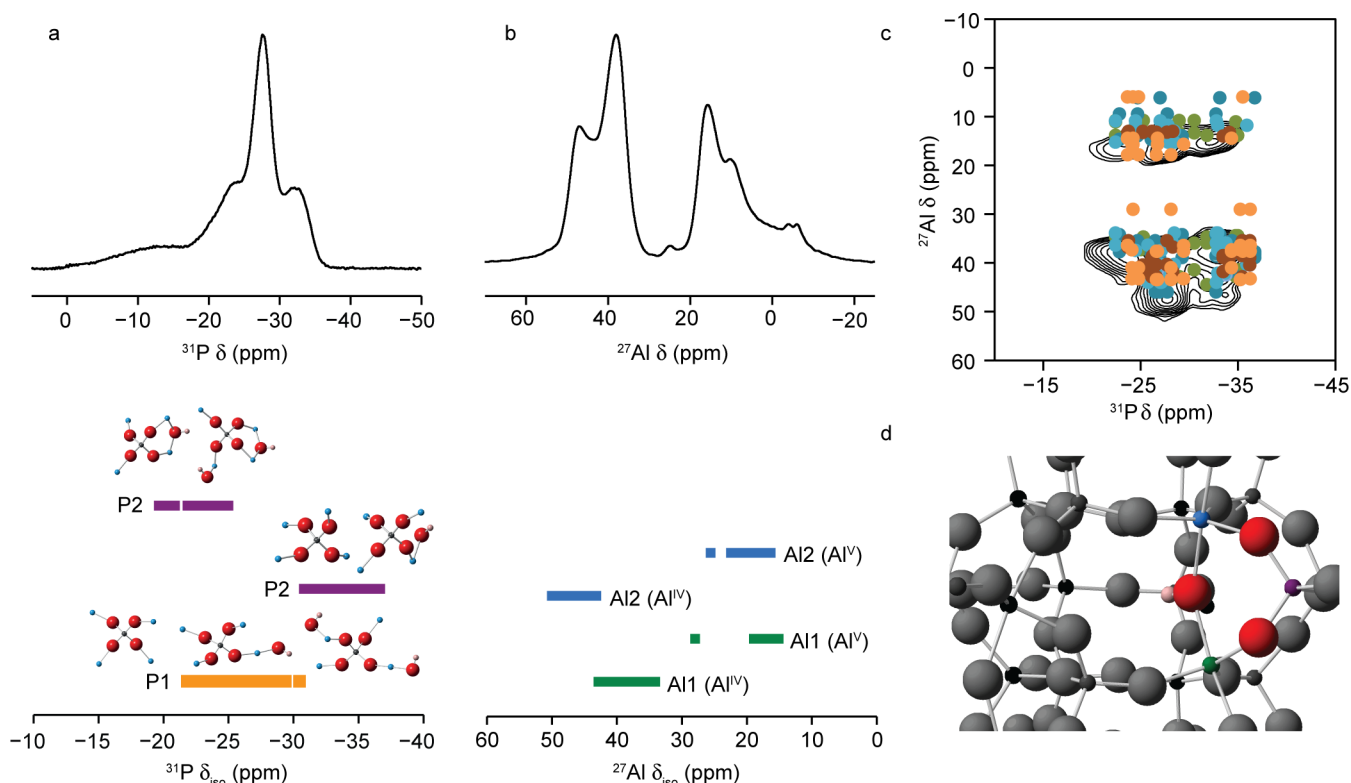 a
b
c
0
−10
−20
−30
−40
−50
³¹P δ (ppm)
60
40
20
0
−20
²⁷Al δ (ppm)
−10
0
10
20
30
40
50
60
²⁷Al δ (ppm)
−15
−25
−35
−45
³¹P δ (ppm)
d
P2
P2
P1
−10
−15
−20
−25
−30
−35
−40
³¹P δiso (ppm)
Al2 (Alⱽ)
Al2 (Alᴵⱽ)
Al1 (Alⱽ)
Al1 (Alᴵⱽ)
60
50
40
30
20
10
0
²⁷Al δiso (ppm)